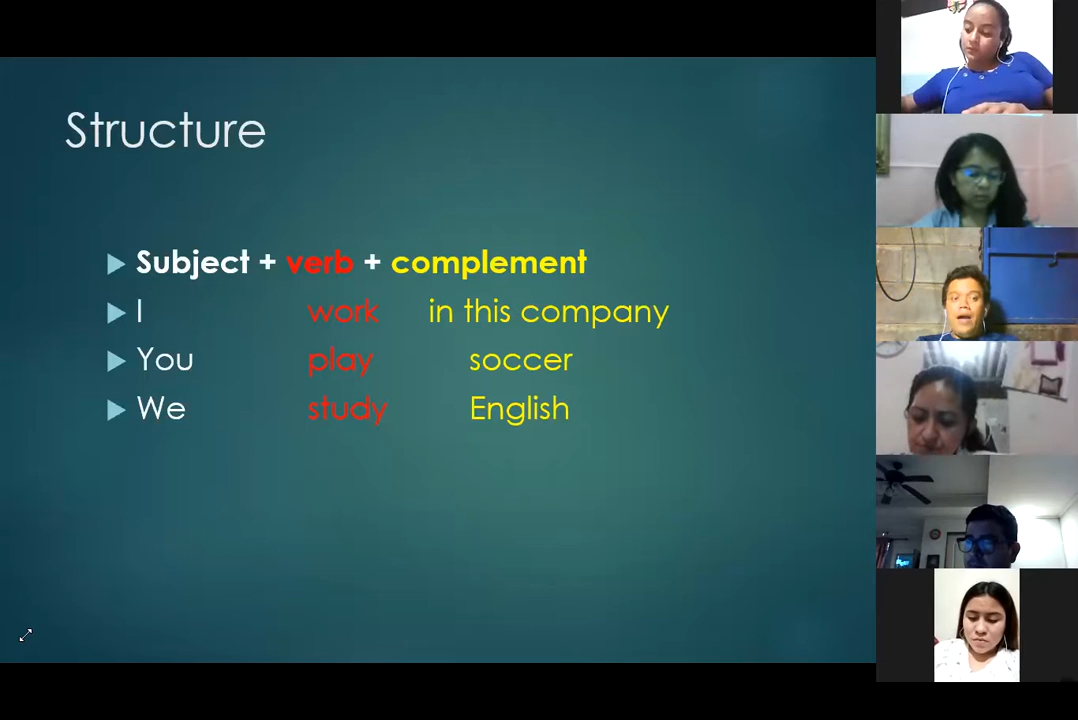 Structure
Subject + verb + complement
I work in this company
You play soccer
We study English